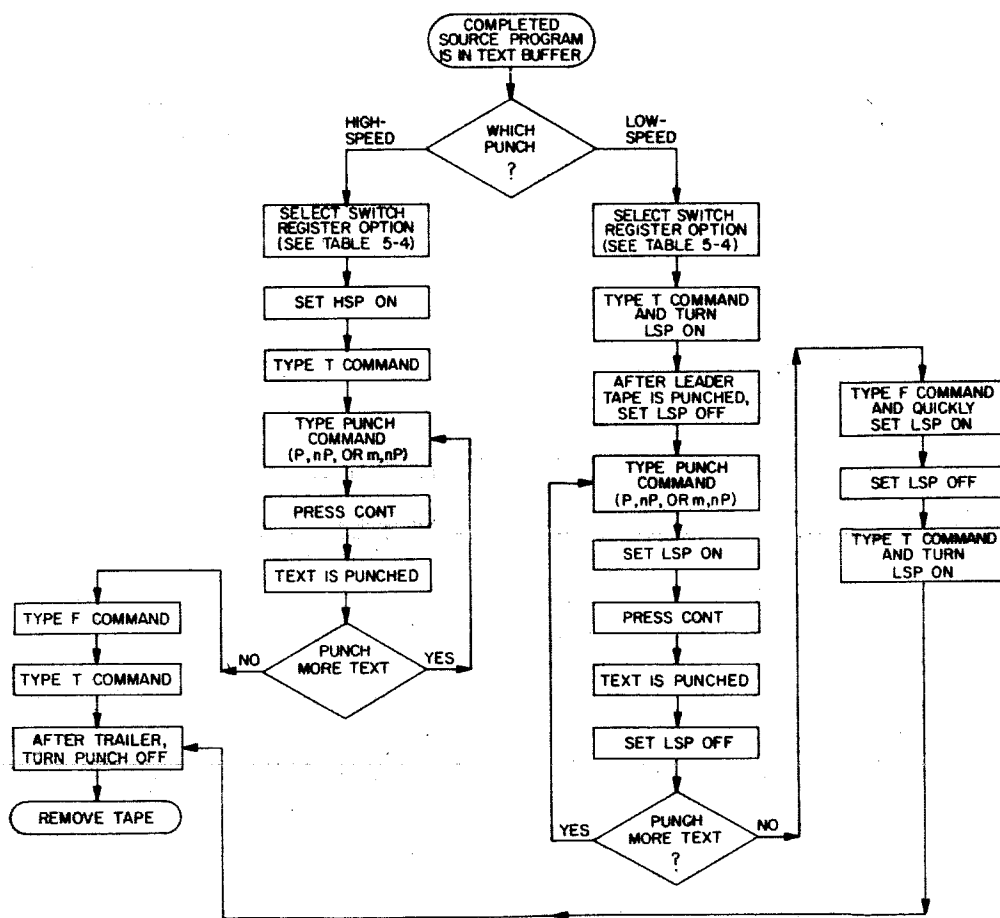 COMPLETED
SOURCE PROGRAM
IS IN TEXT BUFFER
WHICH
PUNCH
?
HIGH-
SPEED
LOW-
SPEED
SELECT SWITCH
REGISTER OPTION
(SEE TABLE 5-4)
SET HSP ON
TYPE T COMMAND
TYPE PUNCH
COMMAND
(P,nP, OR m,nP)
PRESS CONT
TEXT IS PUNCHED
PUNCH
MORE TEXT
NO
YES
TYPE F COMMAND
TYPE T COMMAND
AFTER TRAILER,
TURN PUNCH OFF
REMOVE TAPE
SELECT SWITCH
REGISTER OPTION
(SEE TABLE 5-4)
TYPE T COMMAND
AND TURN
LSP ON
AFTER LEADER
TAPE IS PUNCHED,
SET LSP OFF
TYPE PUNCH
COMMAND
(P,nP, OR m,nP)
SET LSP ON
PRESS CONT
TEXT IS PUNCHED
SET LSP OFF
PUNCH
MORE TEXT
?
YES
NO
TYPE F COMMAND
AND QUICKLY
SET LSP ON
SET LSP OFF
TYPE T COMMAND
AND TURN
LSP ON